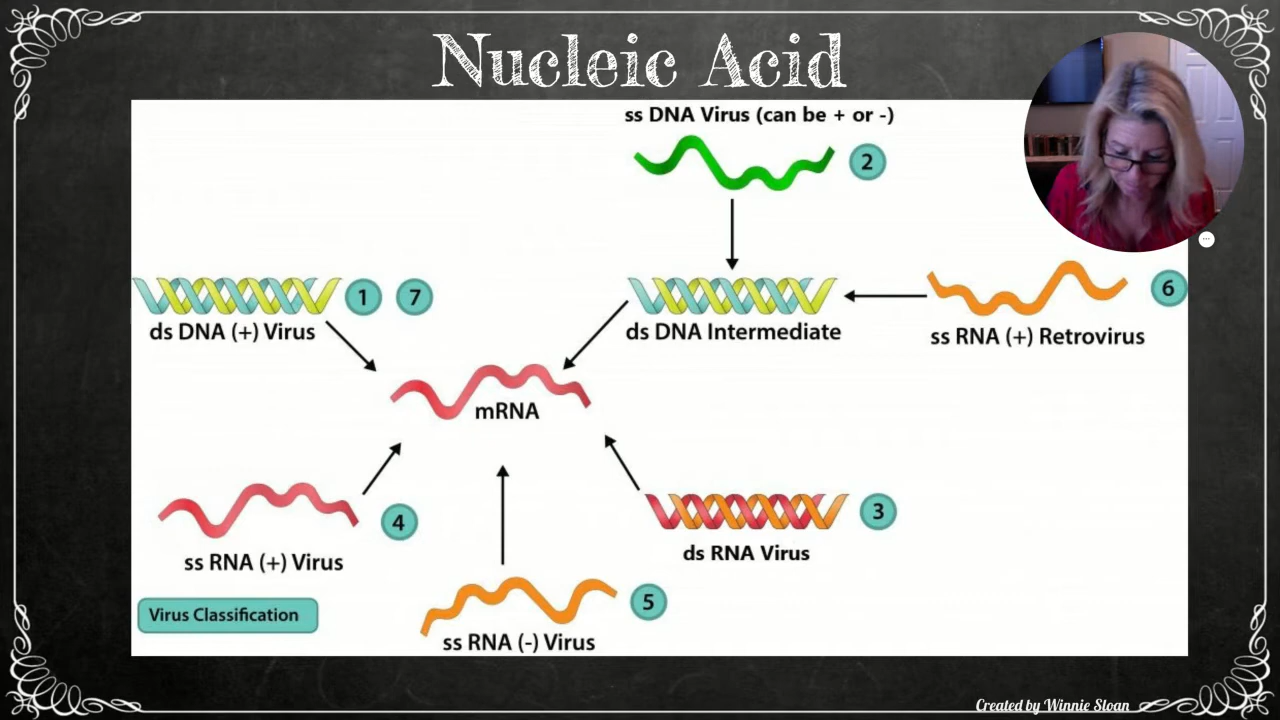 Nucleic Acid
ss DNA Virus (can be + or -)
2
1
7
ds DNA (+) Virus
ds DNA Intermediate
6
ss RNA (+) Retrovirus
mRNA
4
ss RNA (+) Virus
3
ds RNA Virus
5
ss RNA (-) Virus
Virus Classification
Created by Winnie Sloan